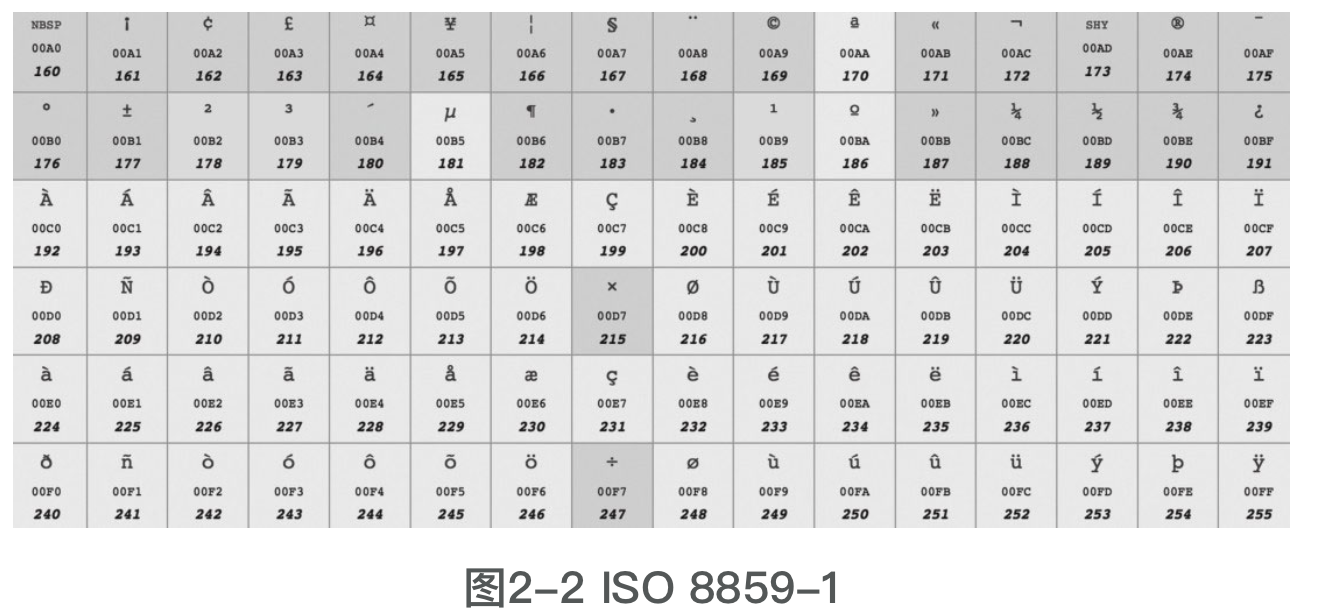 NBSP ¡ ¢ £ ¤ ¥ ¦ § ¨ © ª « ¬ SHY ® ¯
00A0 00A1 00A2 00A3 00A4 00A5 00A6 00A7 00A8 00A9 00AA 00AB 00AC 00AD 00AE 00AF
160 161 162 163 164 165 166 167 168 169 170 171 172 173 174 175
° ± ² ³ ´ µ ¶ · ¸ ¹ º » ¼ ½ ¾ ¿
00B0 00B1 00B2 00B3 00B4 00B5 00B6 00B7 00B8 00B9 00BA 00BB 00BC 00BD 00BE 00BF
176 177 178 179 180 181 182 183 184 185 186 187 188 189 190 191
À Á Â Ã Ä Å Æ Ç È É Ê Ë Ì Í Î Ï
00C0 00C1 00C2 00C3 00C4 00C5 00C6 00C7 00C8 00C9 00CA 00CB 00CC 00CD 00CE 00CF
192 193 194 195 196 197 198 199 200 201 202 203 204 205 206 207
Ð Ñ Ò Ó Ô Õ Ö × Ø Ù Ú Û Ü Ý Þ ß
00D0 00D1 00D2 00D3 00D4 00D5 00D6 00D7 00D8 00D9 00DA 00DB 00DC 00DD 00DE 00DF
208 209 210 211 212 213 214 215 216 217 218 219 220 221 222 223
à á â ã ä å æ ç è é ê ë ì í î ï
00E0 00E1 00E2 00E3 00E4 00E5 00E6 00E7 00E8 00E9 00EA 00EB 00EC 00ED 00EE 00EF
224 225 226 227 228 229 230 231 232 233 234 235 236 237 238 239
ð ñ ò ó ô õ ö ÷ ø ù ú û ü ý þ ÿ
00F0 00F1 00F2 00F3 00F4 00F5 00F6 00F7 00F8 00F9 00FA 00FB 00FC 00FD 00FE 00FF
240 241 242 243 244 245 246 247 248 249 250 251 252 253 254 255
图2-2 ISO 8859-1